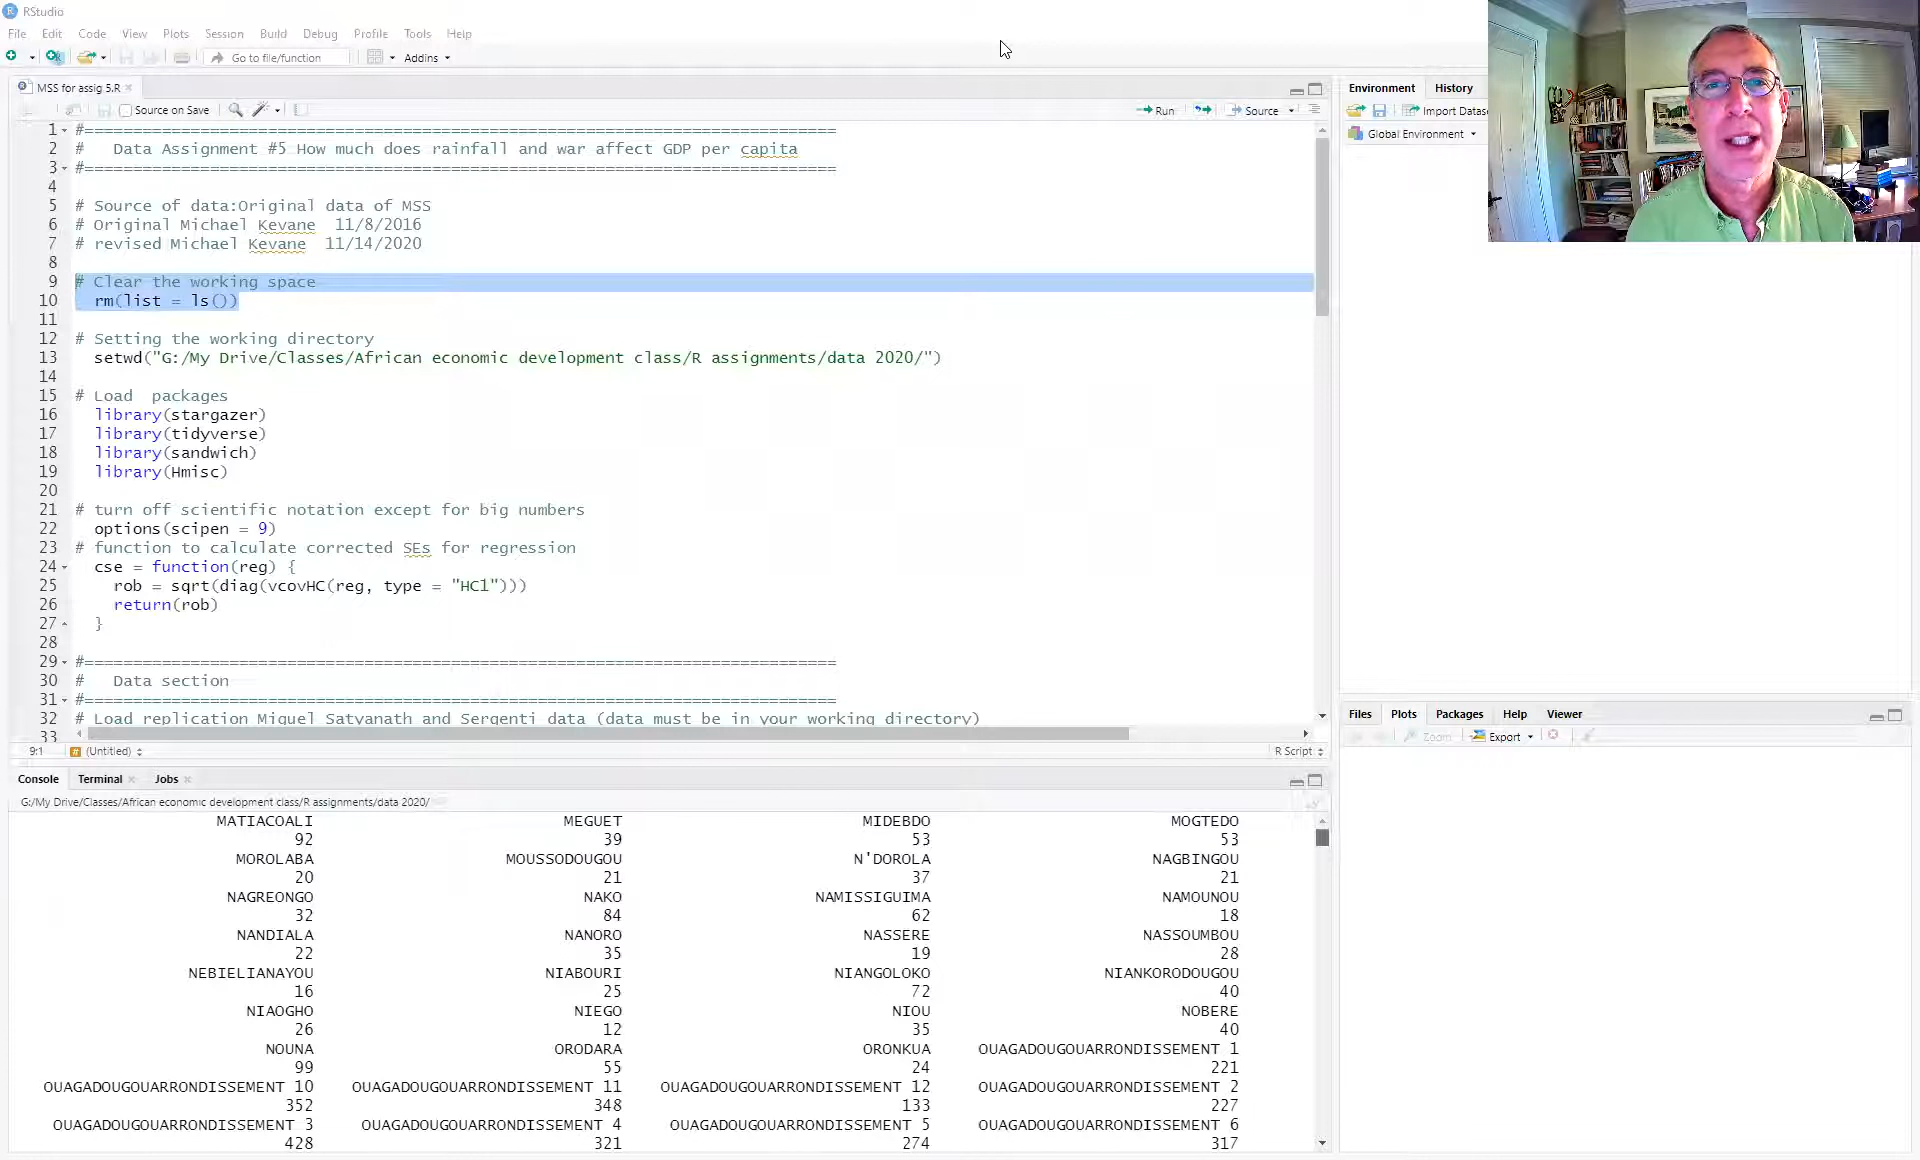 RStudio
File Edit Code View Plots Session Build Debug Profile Tools Help
Go to file/function Addins
MSS for assig 5.R
Source on Save Run Source
1 #==============================================================================
2 #   Data Assignment #5 How much does rainfall and war affect GDP per capita
3 #==============================================================================
4
5 # Source of data:Original data of MSS
6 # Original Michael Kevane  11/8/2016
7 # revised Michael Kevane  11/14/2020
8
9 # Clear the working space
10 rm(list = ls())
11
12 # Setting the working directory
13 setwd("G:/My Drive/Classes/African economic development class/R assignments/data 2020/")
14
15 # Load  packages
16 library(stargazer)
17 library(tidyverse)
18 library(sandwich)
19 library(Hmisc)
20
21 # turn off scientific notation except for big numbers
22 options(scipen = 9)
23 # function to calculate corrected SEs for regression
24 cse = function(reg) {
25 rob = sqrt(diag(vcovHC(reg, type = "HC1")))
26 return(rob)
27 }
28
29 #==============================================================================
30 #   Data section
31 #==============================================================================
32 # Load replication Miguel Satyanath and Sergenti data (data must be in your working directory)
33
9:1 (Untitled) R Script
Console Terminal Jobs
G:/My Drive/Classes/African economic development class/R assignments/data 2020/
MATIACOALI MEGUET MIDEBDO MOGTEDO
92 39 53 53
MOROLABA MOUSSODOUGOU N'DOROLA NAGBINGOU
20 21 37 21
NAGREONGO NAKO NAMISSIGUIMA NAMOUNOU
32 84 62 18
NANDIALA NANORO NASSERE NASSOUMBOU
22 35 19 28
NEBIELIANAYOU NIABOURI NIANGOLOKO NIANKORODOUGOU
16 25 72 40
NIAOGHO NIEGO NIOU NOBERE
26 12 35 40
NOUNA ORODARA ORONKUA OUAGADOUGOUARRONDISSEMENT 1
99 55 24 221
OUAGADOUGOUARRONDISSEMENT 10 OUAGADOUGOUARRONDISSEMENT 11 OUAGADOUGOUARRONDISSEMENT 12 OUAGADOUGOUARRONDISSEMENT 2
352 348 133 227
OUAGADOUGOUARRONDISSEMENT 3 OUAGADOUGOUARRONDISSEMENT 4 OUAGADOUGOUARRONDISSEMENT 5 OUAGADOUGOUARRONDISSEMENT 6
428 321 274 317
Environment History
Import Datase
Global Environment
Files Plots Packages Help Viewer
Zoom Export